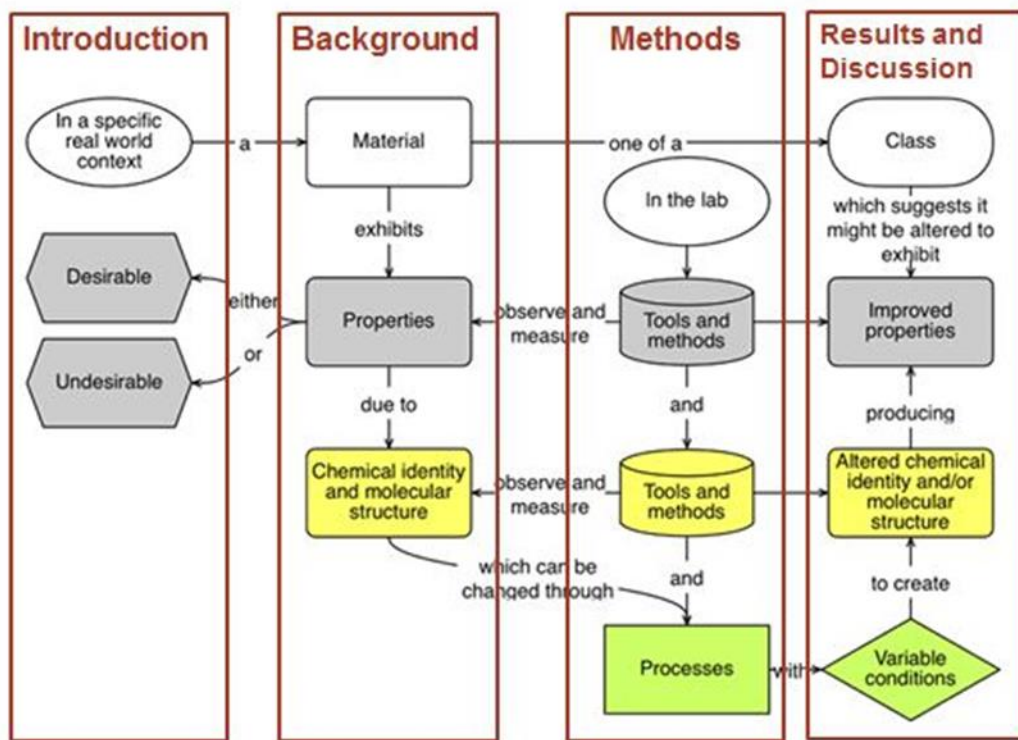 Introduction
Background
Methods
Results and
Discussion
In a specific
real world
context
a
Material
one of a
Class
In the lab
exhibits
which suggests it
might be altered to
exhibit
Desirable
either
or
Undesirable
Properties
observe and
measure
Tools and
methods
Improved
properties
due to
and
producing
Chemical identity
and molecular
structure
observe and
measure
Tools and
methods
Altered chemical
identity and/or
molecular
structure
which can be
changed through
and
to create
Processes
with
Variable
conditions